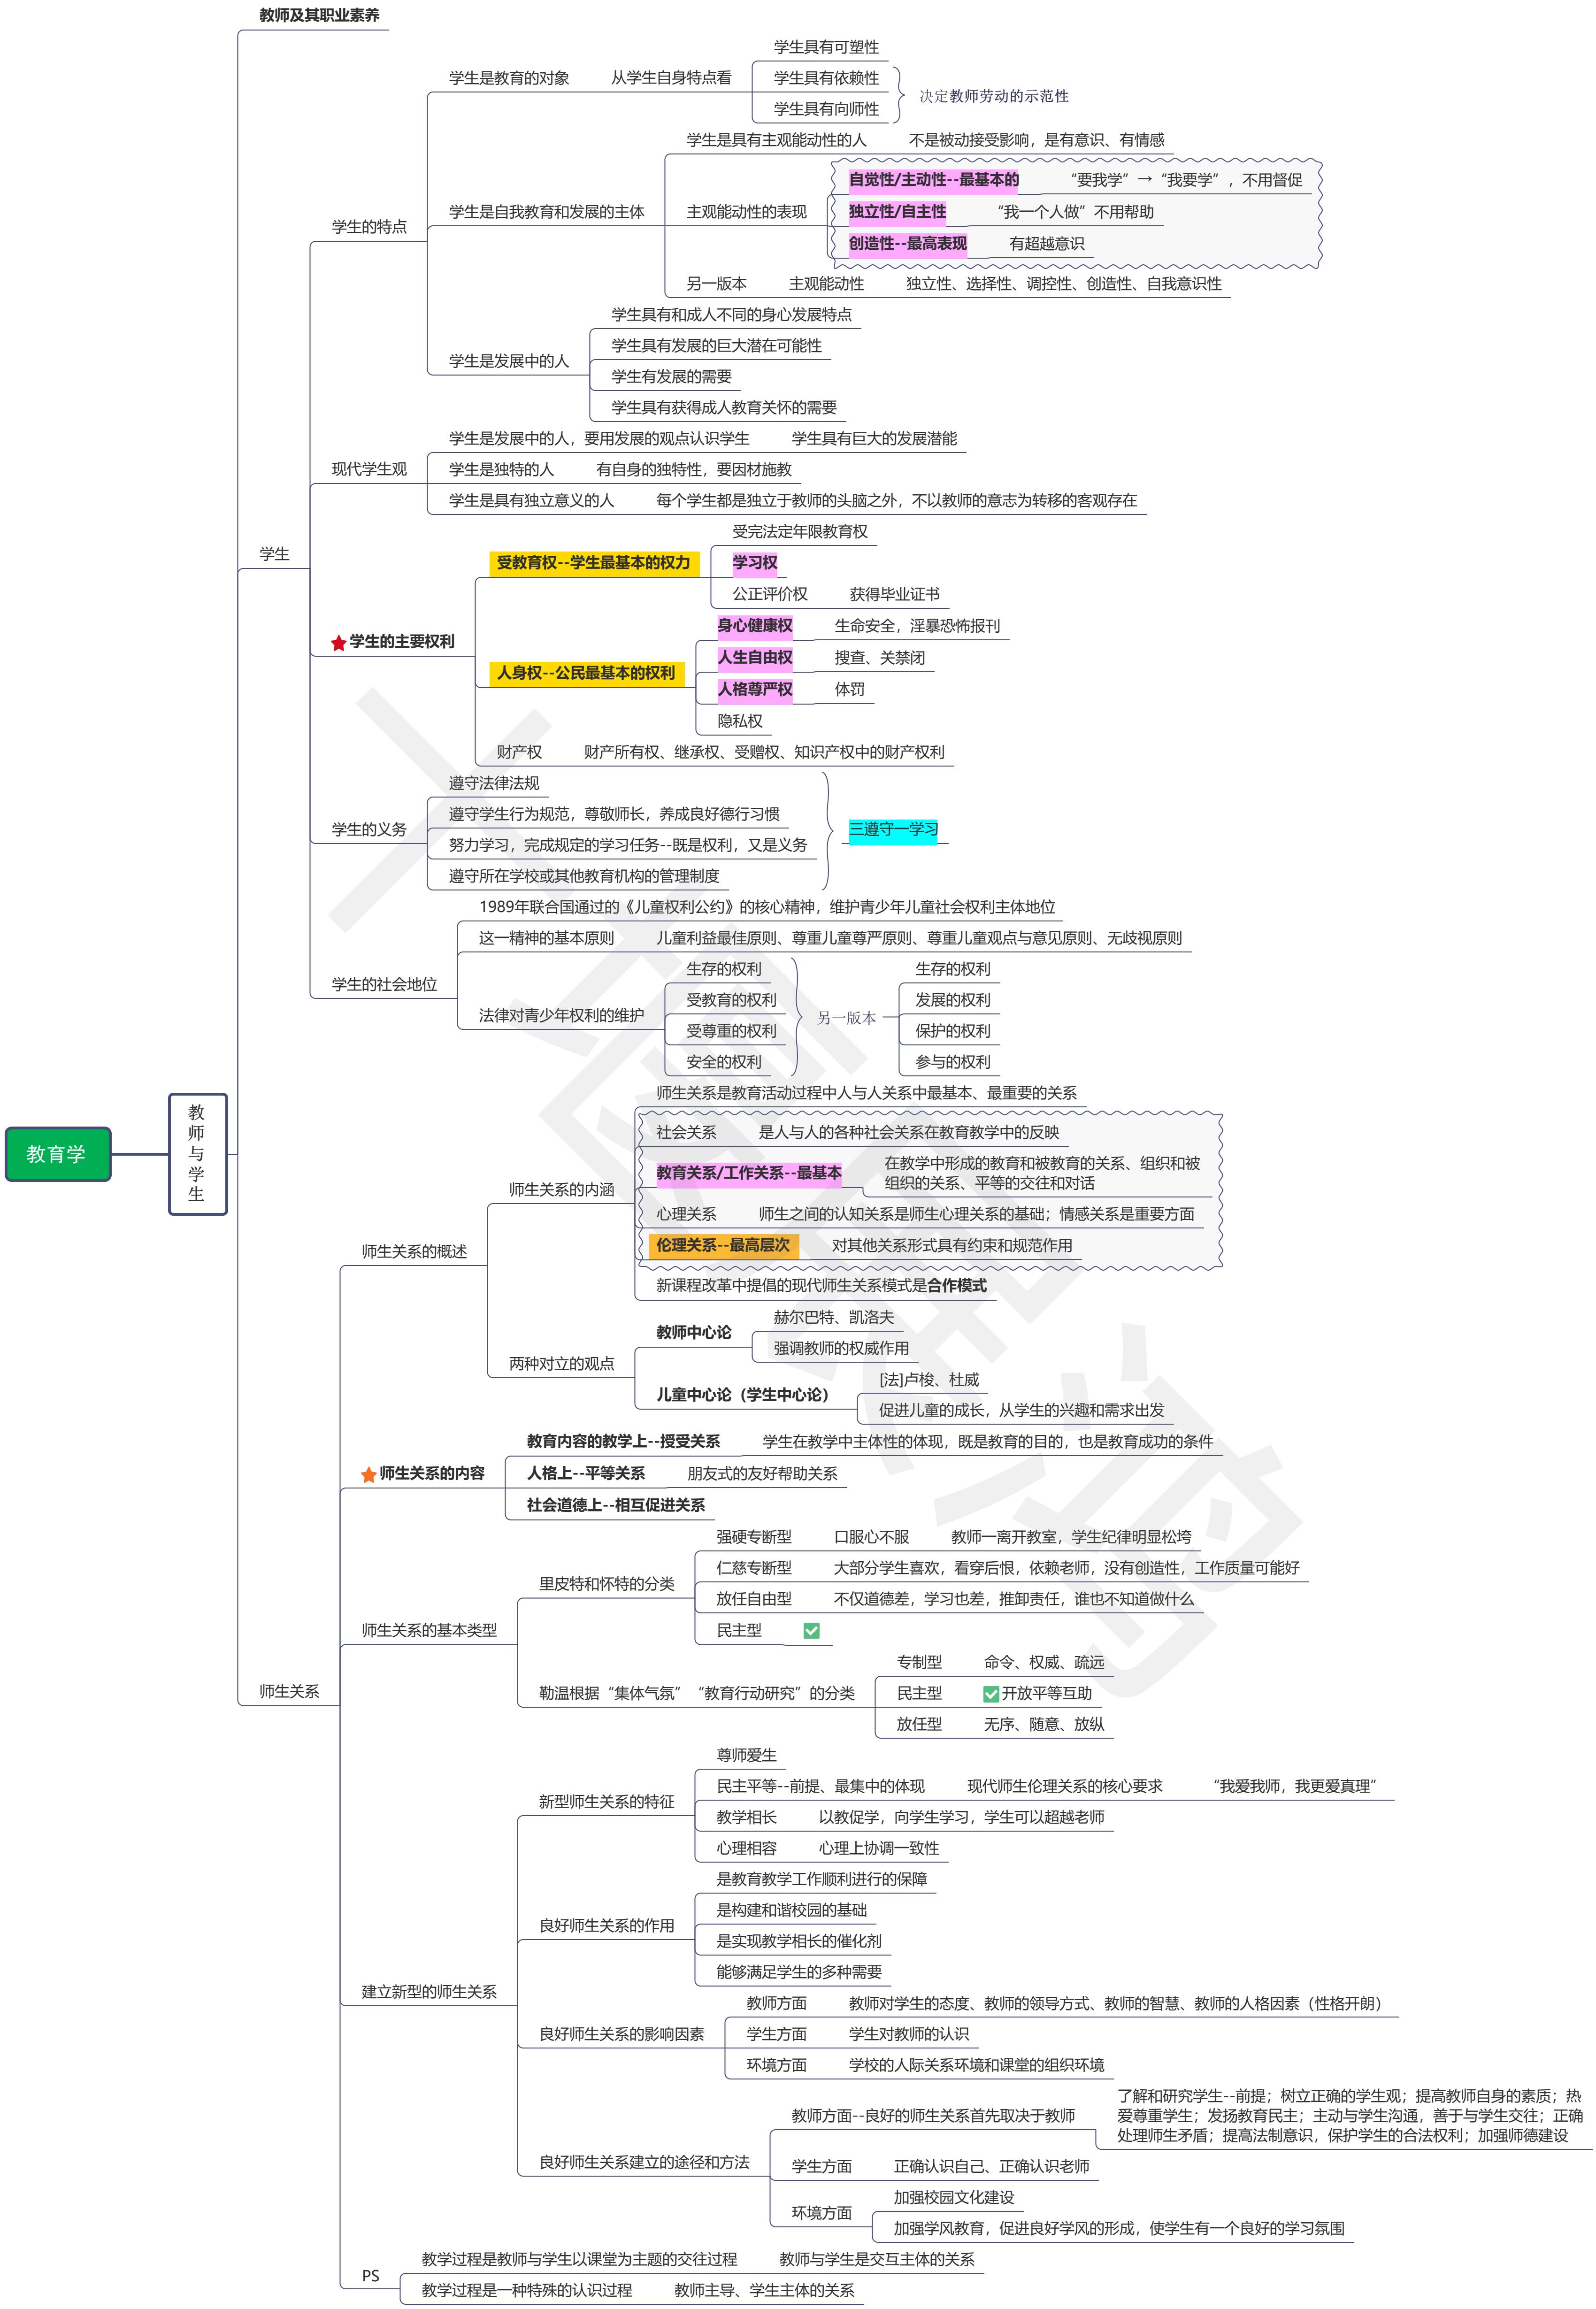 教师及其职业素养
学生具有可塑性
学生是教育的对象 从学生自身特点看 学生具有依赖性
决定教师劳动的示范性
学生具有向师性
学生是具有主观能动性的人 不是被动接受影响，是有意识、有情感
自觉性/主动性--最基本的 “要我学”→“我要学”，不用督促
学生的特点
学生是自我教育和发展的主体 主观能动性的表现 独立性/自主性 “我一个人做”不用帮助
创造性--最高表现 有超越意识
另一版本 主观能动性 独立性、选择性、调控性、创造性、自我意识性
学生具有和成人不同的身心发展特点
学生具有发展的巨大潜在可能性
学生是发展中的人
学生有发展的需要
学生具有获得成人教育关怀的需要
学生是发展中的人，要用发展的观点认识学生 学生具有巨大的发展潜能
现代学生观 学生是独特的人 有自身的独特性，要因材施教
学生是具有独立意义的人 每个学生都是独立于教师的头脑之外，不以教师的意志为转移的客观存在
受完法定年限教育权
学生
受教育权--学生最基本的权力 学习权
公正评价权 获得毕业证书
身心健康权 生命安全，淫暴恐怖报刊
学生的主要权利
人生自由权 搜查、关禁闭
人身权--公民最基本的权利
人格尊严权 体罚
隐私权
财产权 财产所有权、继承权、受赠权、知识产权中的财产权利
遵守法律法规
遵守学生行为规范，尊敬师长，养成良好德行习惯
学生的义务 三遵守一学习
努力学习，完成规定的学习任务--既是权利，又是义务
遵守所在学校或其他教育机构的管理制度
1989年联合国通过的《儿童权利公约》的核心精神，维护青少年儿童社会权利主体地位
这一精神的基本原则 儿童利益最佳原则、尊重儿童尊严原则、尊重儿童观点与意见原则、无歧视原则
生存的权利 生存的权利
学生的社会地位
受教育的权利 发展的权利
法律对青少年权利的维护 另一版本
受尊重的权利 保护的权利
安全的权利 参与的权利
师生关系是教育活动过程中人与人关系中最基本、最重要的关系
教育学
教师与学生
社会关系 是人与人的各种社会关系在教育教学中的反映
教育关系/工作关系--最基本 在教学中形成的教育和被教育的关系、组织和被
组织的关系、平等的交往和对话
师生关系的内涵
心理关系 师生之间的认知关系是师生心理关系的基础；情感关系是重要方面
伦理关系--最高层次 对其他关系形式具有约束和规范作用
师生关系的概述
新课程改革中提倡的现代师生关系模式是合作模式
赫尔巴特、凯洛夫
教师中心论
强调教师的权威作用
两种对立的观点
[法]卢梭、杜威
儿童中心论（学生中心论）
促进儿童的成长，从学生的兴趣和需求出发
教育内容的教学上--授受关系 学生在教学中主体性的体现，既是教育的目的，也是教育成功的条件
师生关系的内容 人格上--平等关系 朋友式的友好帮助关系
社会道德上--相互促进关系
强硬专断型 口服心不服 教师一离开教室，学生纪律明显松垮
仁慈专断型 大部分学生喜欢，看穿后恨，依赖老师，没有创造性，工作质量可能好
里皮特和怀特的分类
放任自由型 不仅道德差，学习也差，推卸责任，谁也不知道做什么
师生关系的基本类型
民主型
专制型 命令、权威、疏远
师生关系
勒温根据“集体气氛”“教育行动研究”的分类 民主型 开放平等互助
放任型 无序、随意、放纵
尊师爱生
民主平等--前提、最集中的体现 现代师生伦理关系的核心要求 “我爱我师，我更爱真理”
新型师生关系的特征
教学相长 以教促学，向学生学习，学生可以超越老师
心理相容 心理上协调一致性
是教育教学工作顺利进行的保障
是构建和谐校园的基础
良好师生关系的作用
是实现教学相长的催化剂
能够满足学生的多种需要
建立新型的师生关系
教师方面 教师对学生的态度、教师的领导方式、教师的智慧、教师的人格因素（性格开朗）
良好师生关系的影响因素 学生方面 学生对教师的认识
环境方面 学校的人际关系环境和课堂的组织环境
教师方面--良好的师生关系首先取决于教师 了解和研究学生--前提；树立正确的学生观；提高教师自身的素质；热
爱尊重学生；发扬教育民主；主动与学生沟通，善于与学生交往；正确
处理师生矛盾；提高法制意识，保护学生的合法权利；加强师德建设
良好师生关系建立的途径和方法
学生方面 正确认识自己、正确认识老师
加强校园文化建设
环境方面
加强学风教育，促进良好学风的形成，使学生有一个良好的学习氛围
教学过程是教师与学生以课堂为主题的交往过程 教师与学生是交互主体的关系
PS
教学过程是一种特殊的认识过程 教师主导、学生主体的关系